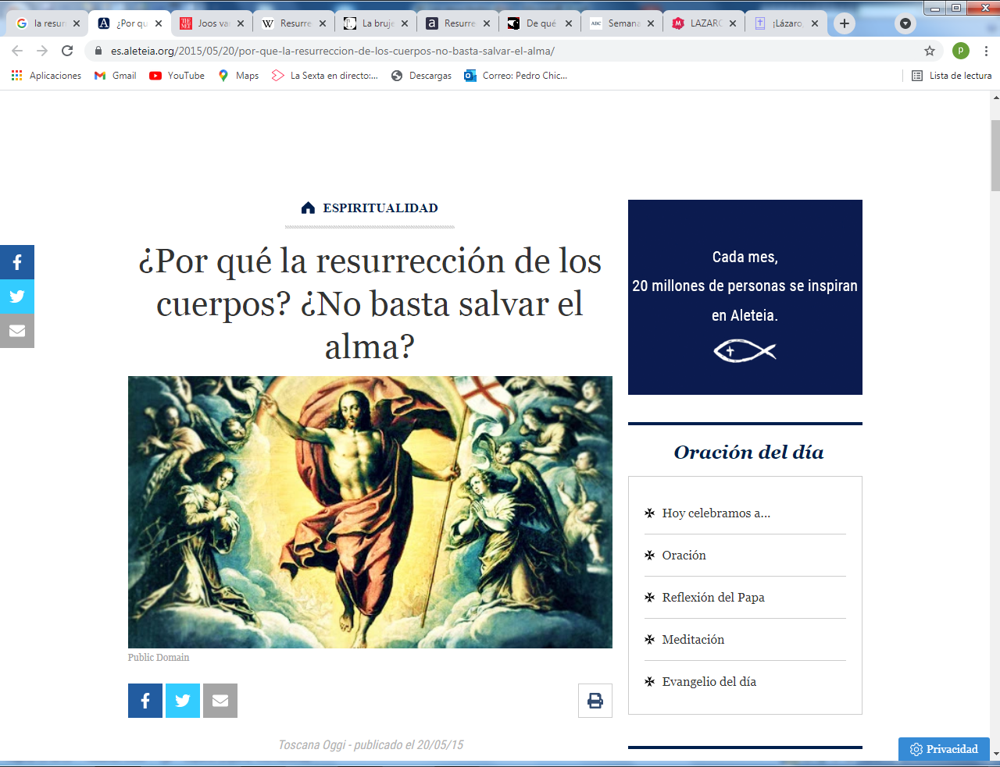 la resur
¿Por qu
Joos va
Resurre
La bruje
a
Resurre
De qué
ABC
Semana
LAZARO
¡Lázaro,
es.aleteia.org/2015/05/20/por-que-la-resurreccion-de-los-cuerpos-no-basta-salvar-el-alma/
p
Aplicaciones
Gmail
YouTube
Maps
La Sexta en directo:...
Descargas
Correo: Pedro Chic...
Lista de lectura
ESPIRITUALIDAD
¿Por qué la resurrección de los
cuerpos? ¿No basta salvar el
alma?
Public Domain
Toscana Oggi - publicado el 20/05/15
Cada mes,
20 millones de personas se inspiran
en Aleteia.
Oración del día
Hoy celebramos a...
Oración
Reflexión del Papa
Meditación
Evangelio del día
Privacidad